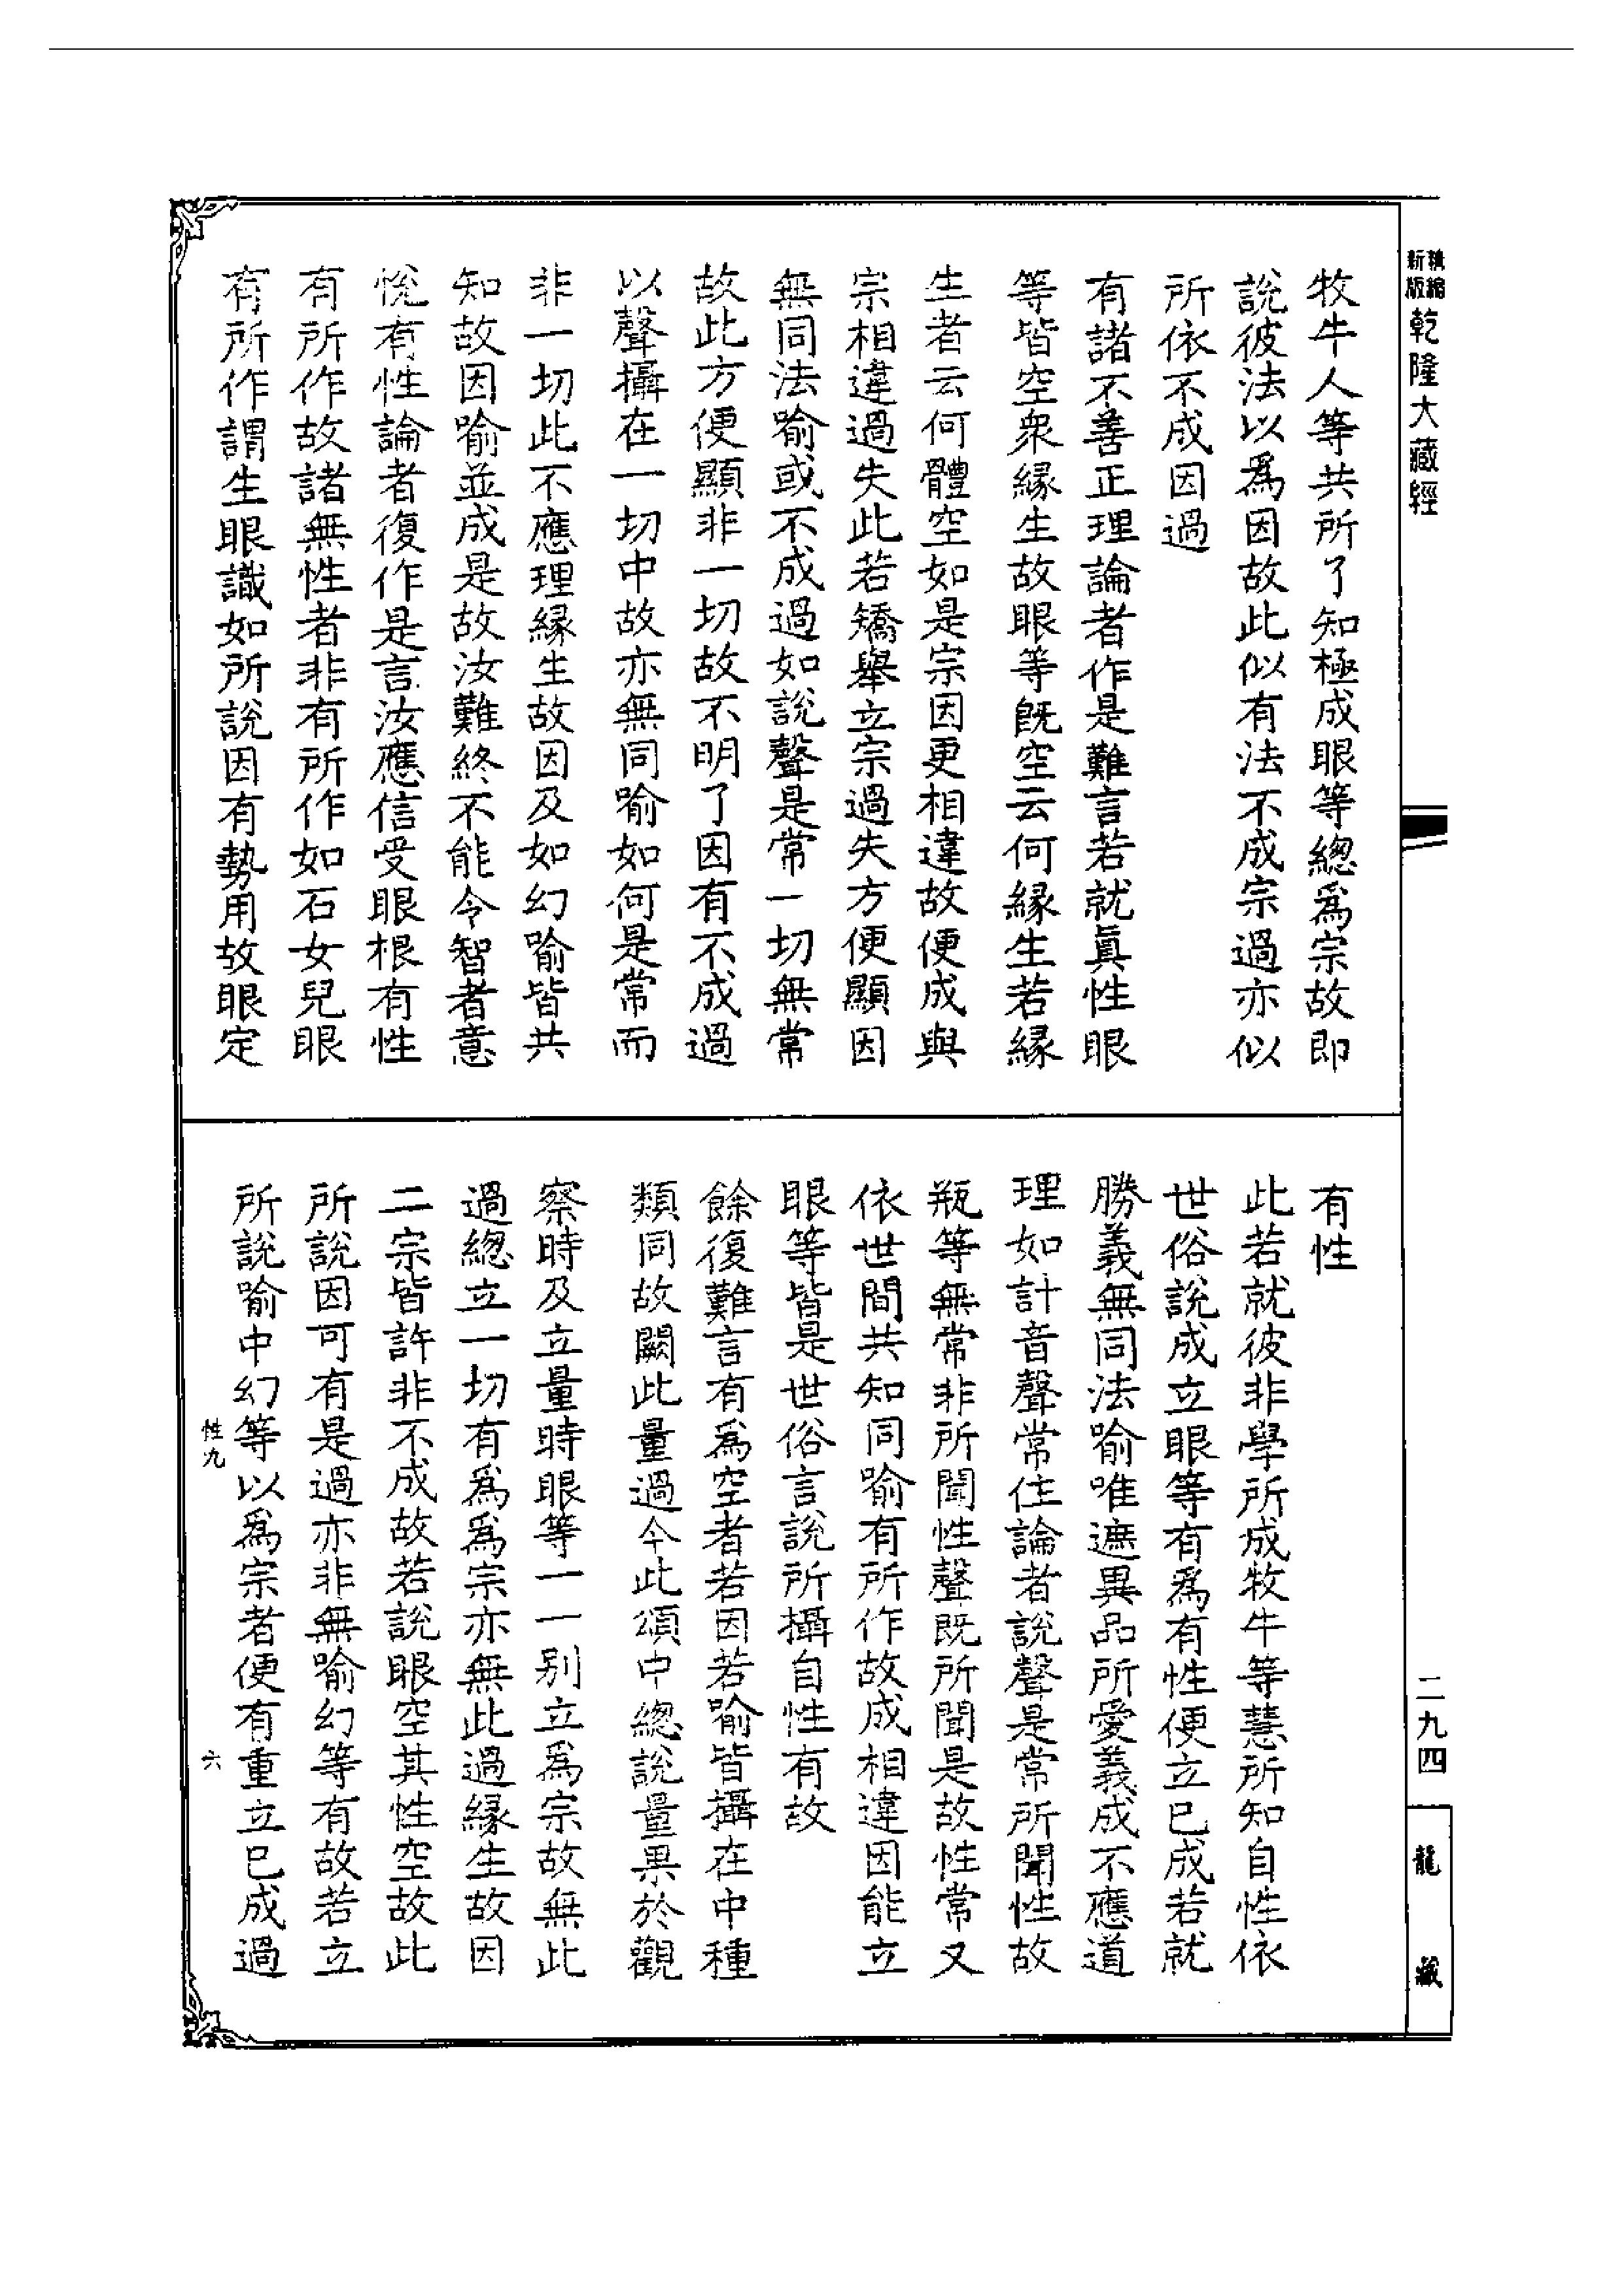 新版精縮
乾隆大藏經
牧牛人等共所了知極成眼等總爲宗故即
說彼法以爲因故此似有法不成宗過亦似
所依不成因過
有諸不善正理論者作是難言若就眞性眼
等皆空衆緣生故眼等旣空云何緣生若緣
生者云何體空如是宗因更相違故便成與
宗相違過失此若矯舉立宗過失方便顯因
無同法喻或不成過如說聲是常一切無常
故此方便顯非一切故不明了因有不成過
以聲攝在一切中故亦無同喻如何是常而
非一切此不應理緣生故因及如幻喻皆共
知故因喻並成是故汝難終不能令智者意
悅有性論者復作是言汝應信受眼根有性
有所作故諸無性者非有所作如石女兒眼
有所作謂生眼識如所說因有勢用故眼定
有性
此若就彼非學所成牧牛等慧所知自性依
世俗說成立眼等有爲有性便立已成若就
勝義無同法喻唯遮異品所愛義成不應道
理如計音聲常住論者說聲是常所聞性故
瓶等無常非所聞性聲既所聞是故性常又
依世間共知同喻有所作故成相違因能立
眼等皆是世俗言說所攝自性有故
餘復難言有爲空者若因若喻皆攝在中種
類同故闕此量過今此頌中總說量果於觀
察時及立量時眼等一一別立爲宗故無此
過總立一切有爲爲宗亦無此過緣生故因
二宗皆許非不成故若說眼空其性空故此
所說因可有是過亦非無喻幻等有故若立
所說喻中幻等以爲宗者便有重立已成過
性九
六
二九四
龍藏